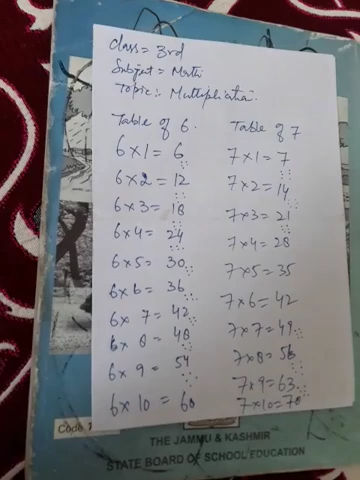 Class = 3rd
Subject = Math
Topic:- Multiplication.
Table of 6.
6×1 = 6
6×2 = 12
6×3 = 18
6×4 = 24
6×5 = 30
6×6 = 36
6× 7 = 42
6× 8 = 48
6× 9 = 54
6×10 = 60
Table of 7
7×1=7
7×2=14
7×3=21
7×4=28
7×5=35
7×6=42
7×7=49
7×8=56
7×9=63
7×10=70
Code
THE JAMMU & KASHMIR
STATE BOARD OF SCHOOL EDUCATION